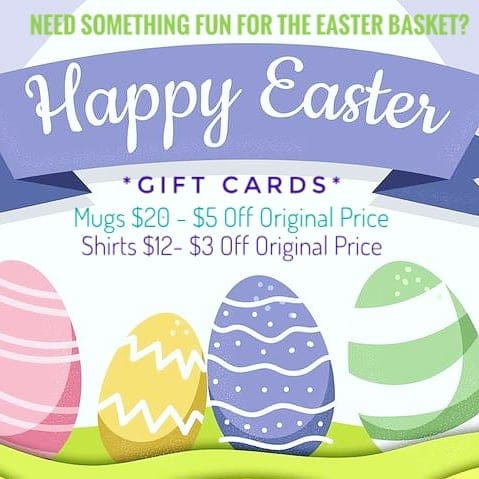 NEED SOMETHING FUN FOR THE EASTER BASKET?
Happy Easter
*GIFT CARDS*
Mugs $20 - $5 Off Original Price
Shirts $12- $3 Off Original Price